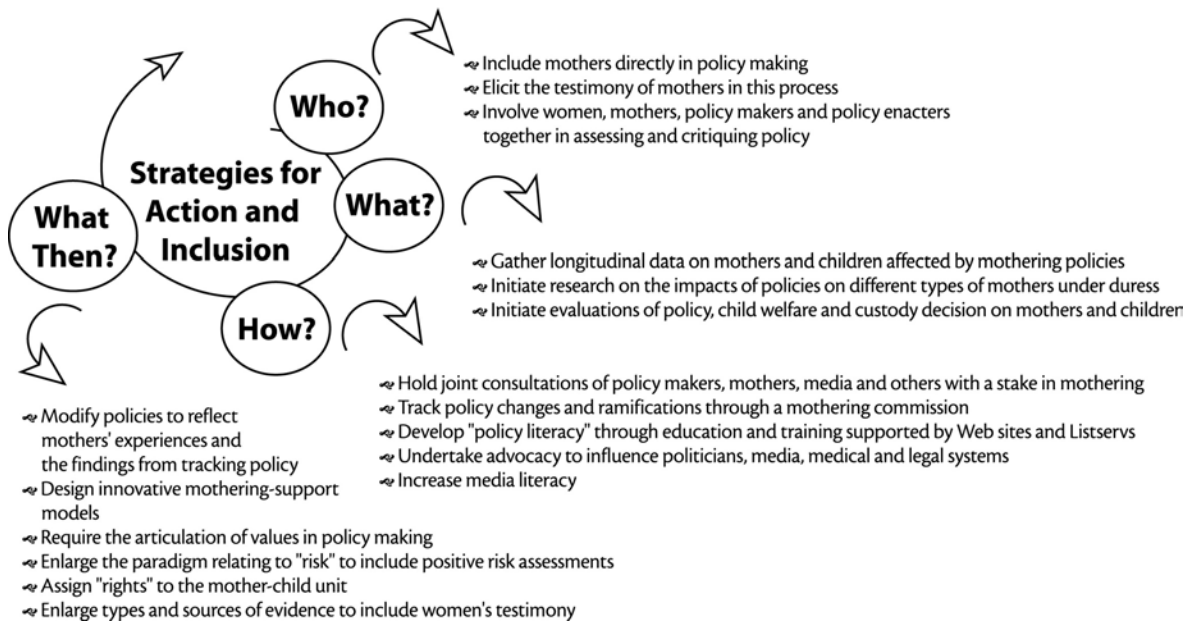 Who?
Include mothers directly in policy making
Elicit the testimony of mothers in this process
Involve women, mothers, policy makers and policy enacters
together in assessing and critiquing policy
Strategies for
Action and
Inclusion
What?
Gather longitudinal data on mothers and children affected by mothering policies
Initiate research on the impacts of policies on different types of mothers under duress
Initiate evaluations of policy, child welfare and custody decision on mothers and children
How?
Hold joint consultations of policy makers, mothers, media and others with a stake in mothering
Track policy changes and ramifications through a mothering commission
Develop "policy literacy" through education and training supported by Web sites and Listservs
Undertake advocacy to influence politicians, media, medical and legal systems
Increase media literacy
What
Then?
Modify policies to reflect
mothers' experiences and
the findings from tracking policy
Design innovative mothering-support
models
Require the articulation of values in policy making
Enlarge the paradigm relating to "risk" to include positive risk assessments
Assign "rights" to the mother-child unit
Enlarge types and sources of evidence to include women's testimony